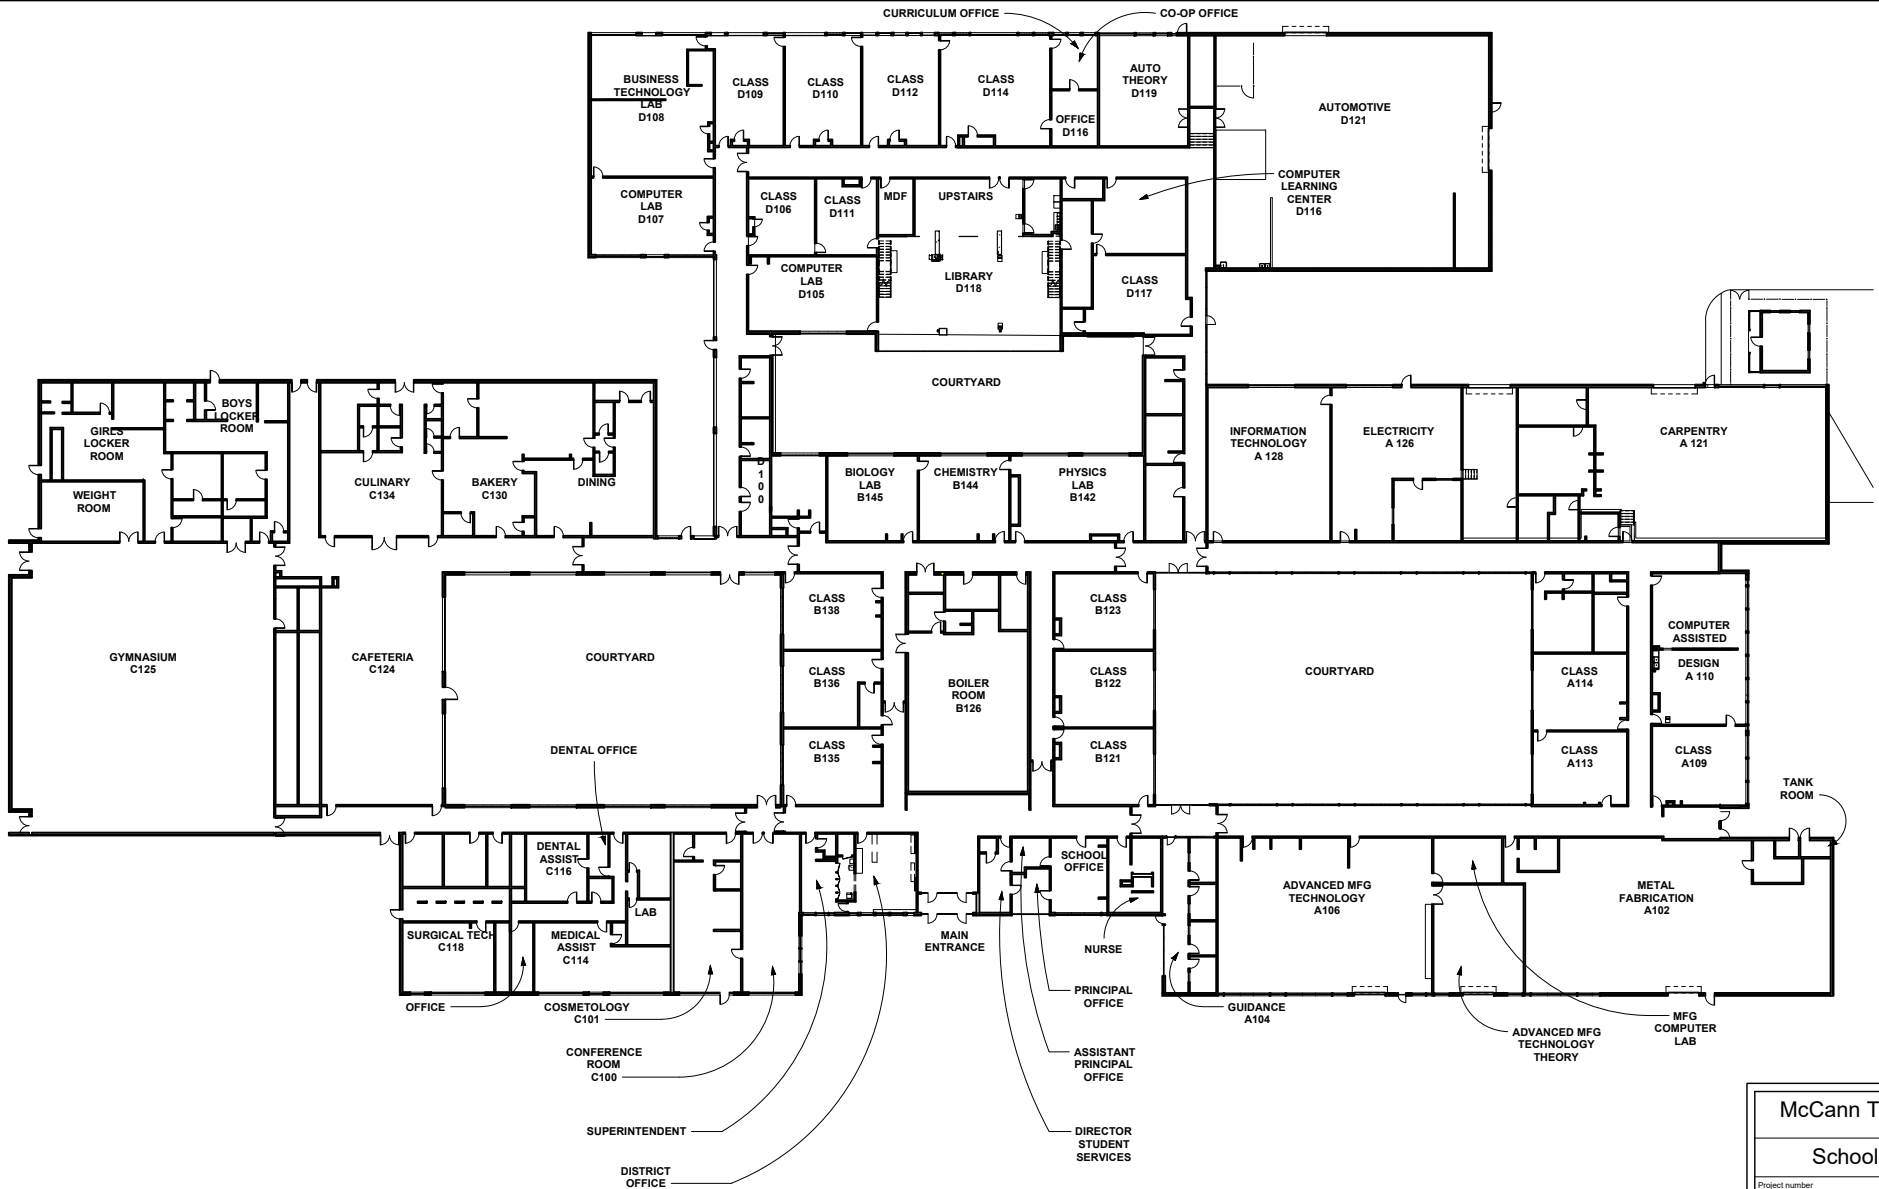 CURRICULUM OFFICE
CO-OP OFFICE
BUSINESS
TECHNOLOGY
LAB
D108
CLASS
D109
CLASS
D110
CLASS
D112
CLASS
D114
OFFICE
D116
AUTO
THEORY
D119
AUTOMOTIVE
D121
COMPUTER
LAB
D107
CLASS
D106
CLASS
D111
MDF
UPSTAIRS
COMPUTER
LEARNING
CENTER
D116
COMPUTER
LAB
D105
LIBRARY
D118
CLASS
D117
COURTYARD
BOYS
LOCKER
ROOM
GIRLS
LOCKER
ROOM
WEIGHT
ROOM
CULINARY
C134
BAKERY
C130
DINING
D
1
0
0
BIOLOGY
LAB
B145
CHEMISTRY
B144
PHYSICS
LAB
B142
INFORMATION
TECHNOLOGY
A 128
ELECTRICITY
A 126
CARPENTRY
A 121
GYMNASIUM
C125
CAFETERIA
C124
COURTYARD
CLASS
B138
CLASS
B136
CLASS
B135
BOILER
ROOM
B126
CLASS
B123
CLASS
B122
CLASS
B121
COURTYARD
CLASS
A114
CLASS
A113
COMPUTER
ASSISTED
DESIGN
A 110
CLASS
A109
TANK
ROOM
DENTAL OFFICE
DENTAL
ASSIST
C116
LAB
SURGICAL TECH
C118
MEDICAL
ASSIST
C114
OFFICE
COSMETOLOGY
C101
CONFERENCE
ROOM
C100
SUPERINTENDENT
DISTRICT
OFFICE
MAIN
ENTRANCE
SCHOOL
OFFICE
NURSE
PRINCIPAL
OFFICE
ASSISTANT
PRINCIPAL
OFFICE
DIRECTOR
STUDENT
SERVICES
GUIDANCE
A104
ADVANCED MFG
TECHNOLOGY
A106
METAL
FABRICATION
A102
ADVANCED MFG
TECHNOLOGY
THEORY
MFG
COMPUTER
LAB
McCann T
School
Project number